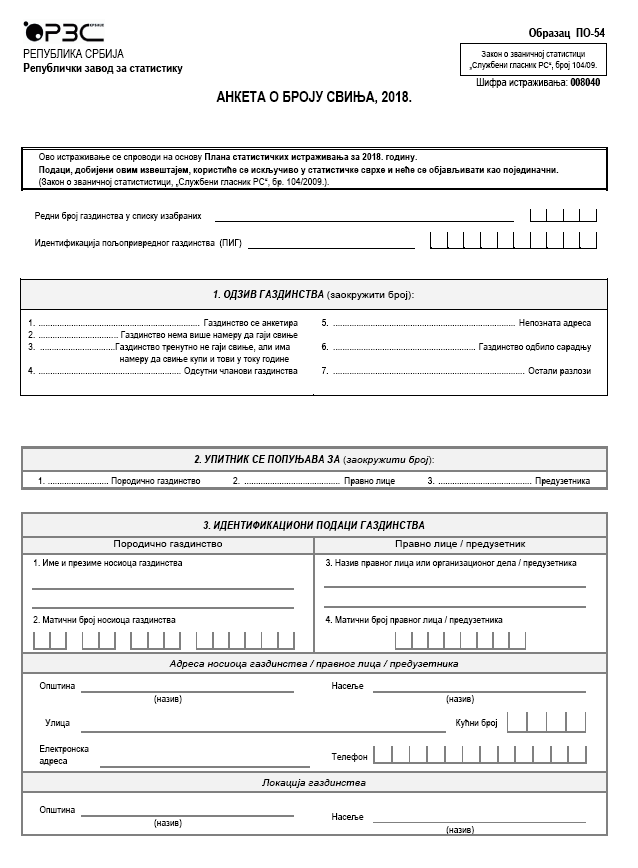 РЗС СРБИЈЕ
Образац ПО-54
РЕПУБЛИКА СРБИЈА
Републички завод за статистику
Закон о званичној статистици
„Службени гласник РС“, број 104/09.
Шифра истраживања: 008040
АНКЕТА О БРОЈУ СВИЊА, 2018.
Ово истраживање се спроводи на основу Плана статистичких истраживања за 2018. годину.
Подаци, добијени овим извештајем, користиће се искључиво у статистичке сврхе и неће се објављивати као појединачни.
(Закон о званичној статистистици, „Службени гласник РС“, бр. 104/2009.).
Редни број газдинства у списку изабраних
Идентификација пољопривредног газдинства (ПИГ)
1. ОДЗИВ ГАЗДИНСТВА (заокружити број):
1. ........................................................... Газдинство се анкетира
2. ............................. Газдинство нема више намеру да гаји свиње
3. ............................Газдинство тренутно не гаји свиње, али има
намеру да свиње купи и тови у току године
4. .................................................... Одсутни чланови газдинства
5. ................................................................... Непозната адреса
6. .................................................... Газдинство одбило сарадњу
7. ...................................................................... Остали разлози
2. УПИТНИК СЕ ПОПУЊАВА ЗА (заокружити број):
1. ...................... Породично газдинство
2. ................................... Правно лице
3. ................................... Предузетника
3. ИДЕНТИФИКАЦИОНИ ПОДАЦИ ГАЗДИНСТВА
Породично газдинство
Правно лице / предузетник
1. Име и презиме носиоца газдинства
3. Назив правног лица или организационог дела / предузетника
2. Матични број носиоца газдинства
4. Матични број правног лица / предузетника
Адреса носиоца газдинства / правног лица / предузетника
Општина
(назив)
Насеље
(назив)
Улица
Кућни број
Електронска
адреса
Телефон
Локација газдинства
Општина
(назив)
Насеље
(назив)